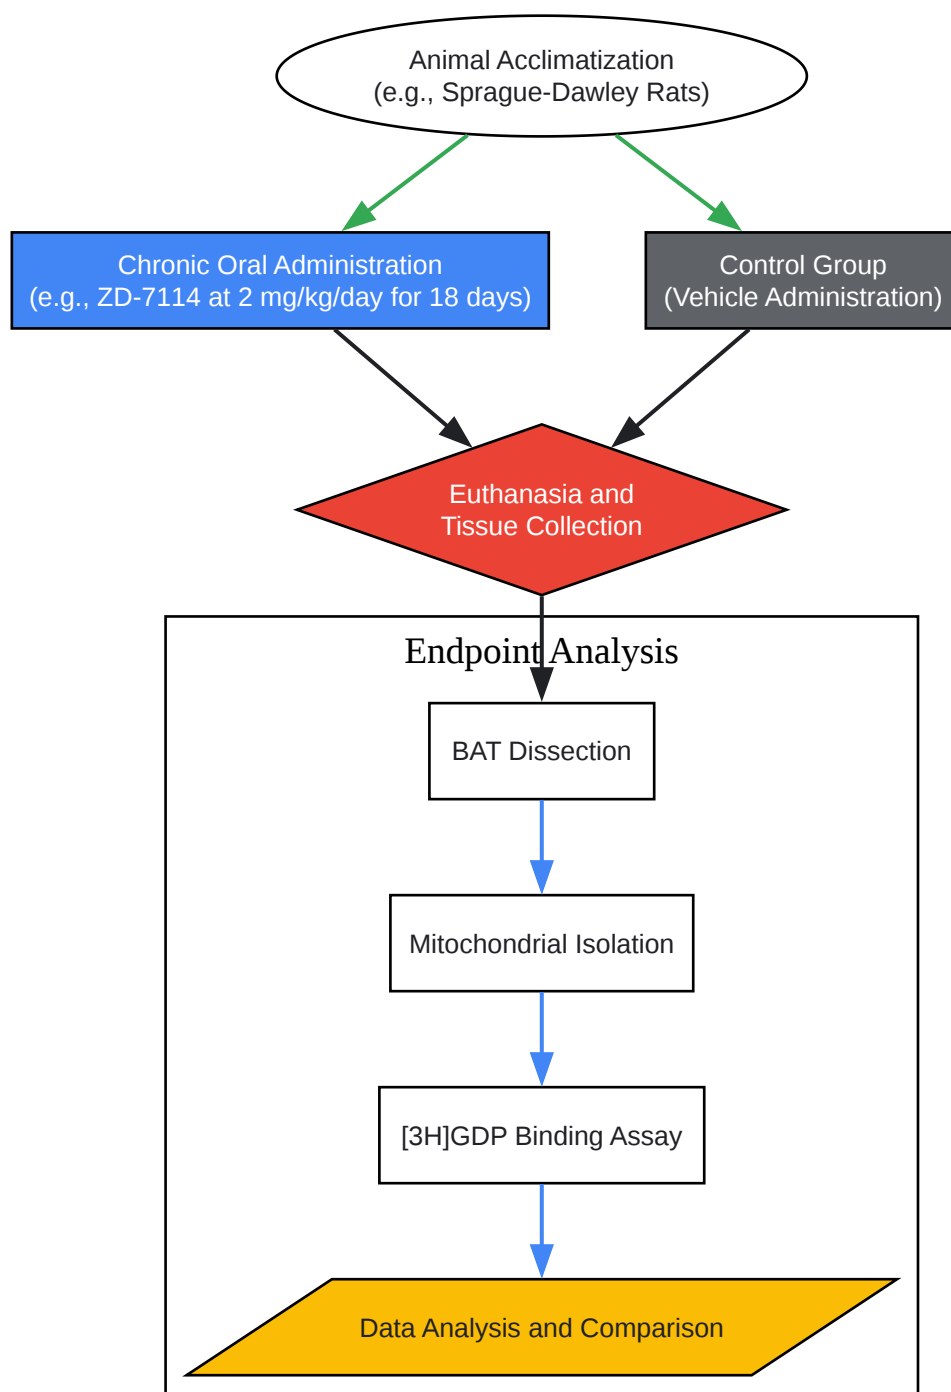 Animal Acclimatization
(e.g., Sprague-Dawley Rats)
Chronic Oral Administration
(e.g., ZD-7114 at 2 mg/kg/day for 18 days)
Control Group
(Vehicle Administration)
Euthanasia and
Tissue Collection
Endpoint Analysis
BAT Dissection
Mitochondrial Isolation
[3H]GDP Binding Assay
Data Analysis and Comparison